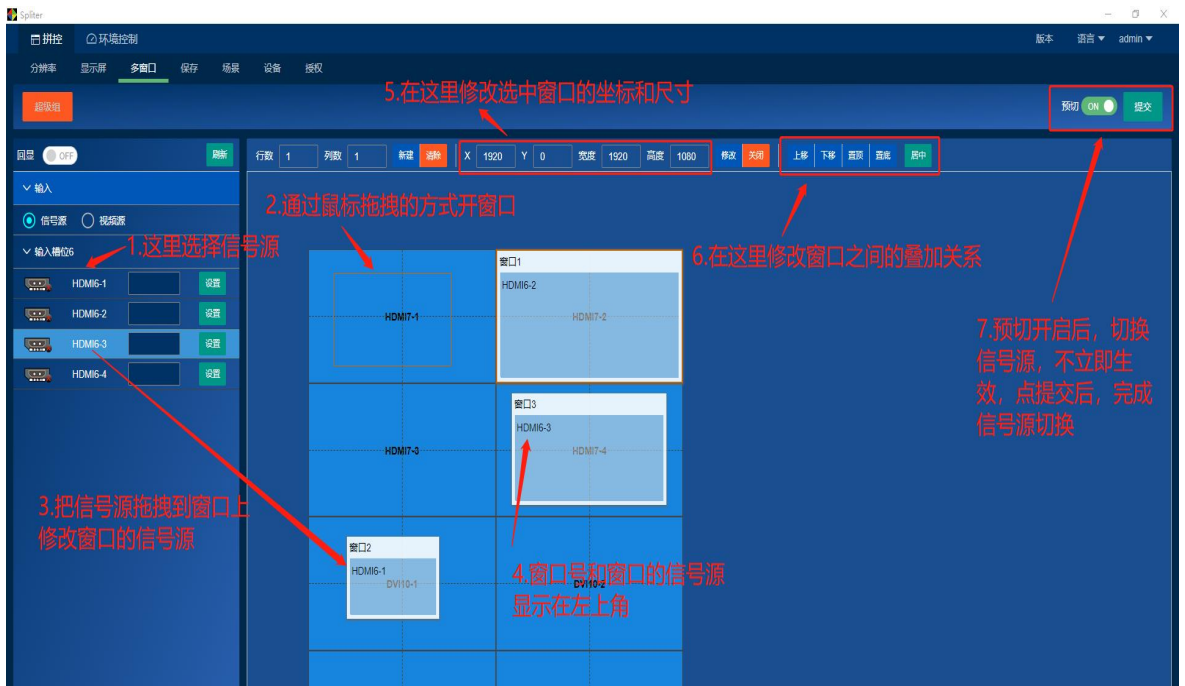 Spliter
拼控 环境控制 版本 语言 admin
分辨率 显示屏 多窗口 保存 场景 设备 授权
5.在这里修改选中窗口的坐标和尺寸
超级组 预切 ON 提交
回显 OFF 刷新 行数 1 列数 1 新建 清除 X 1920 Y 0 宽度 1920 高度 1080 修改 关闭 上移 下移 置顶 置底 居中
输入
2.通过鼠标拖拽的方式开窗口
信号源 视频源
1.这里选择信号源
输入槽位6
6.在这里修改窗口之间的叠加关系
窗口1
HDMI6-2
HDMI7-1
HDMI7-2
HDMI6-1 设置
HDMI6-2 设置
HDMI6-3 设置
HDMI6-4 设置
7.预切开启后，切换
信号源，不立即生
效，点提交后，完成
信号源切换
窗口3
HDMI6-3
HDMI7-3
HDMI7-4
3.把信号源拖拽到窗口上
修改窗口的信号源
窗口2
HDMI6-1
DVI10-1
4.窗口号和窗口的信号源
显示在左上角
DVI10-2